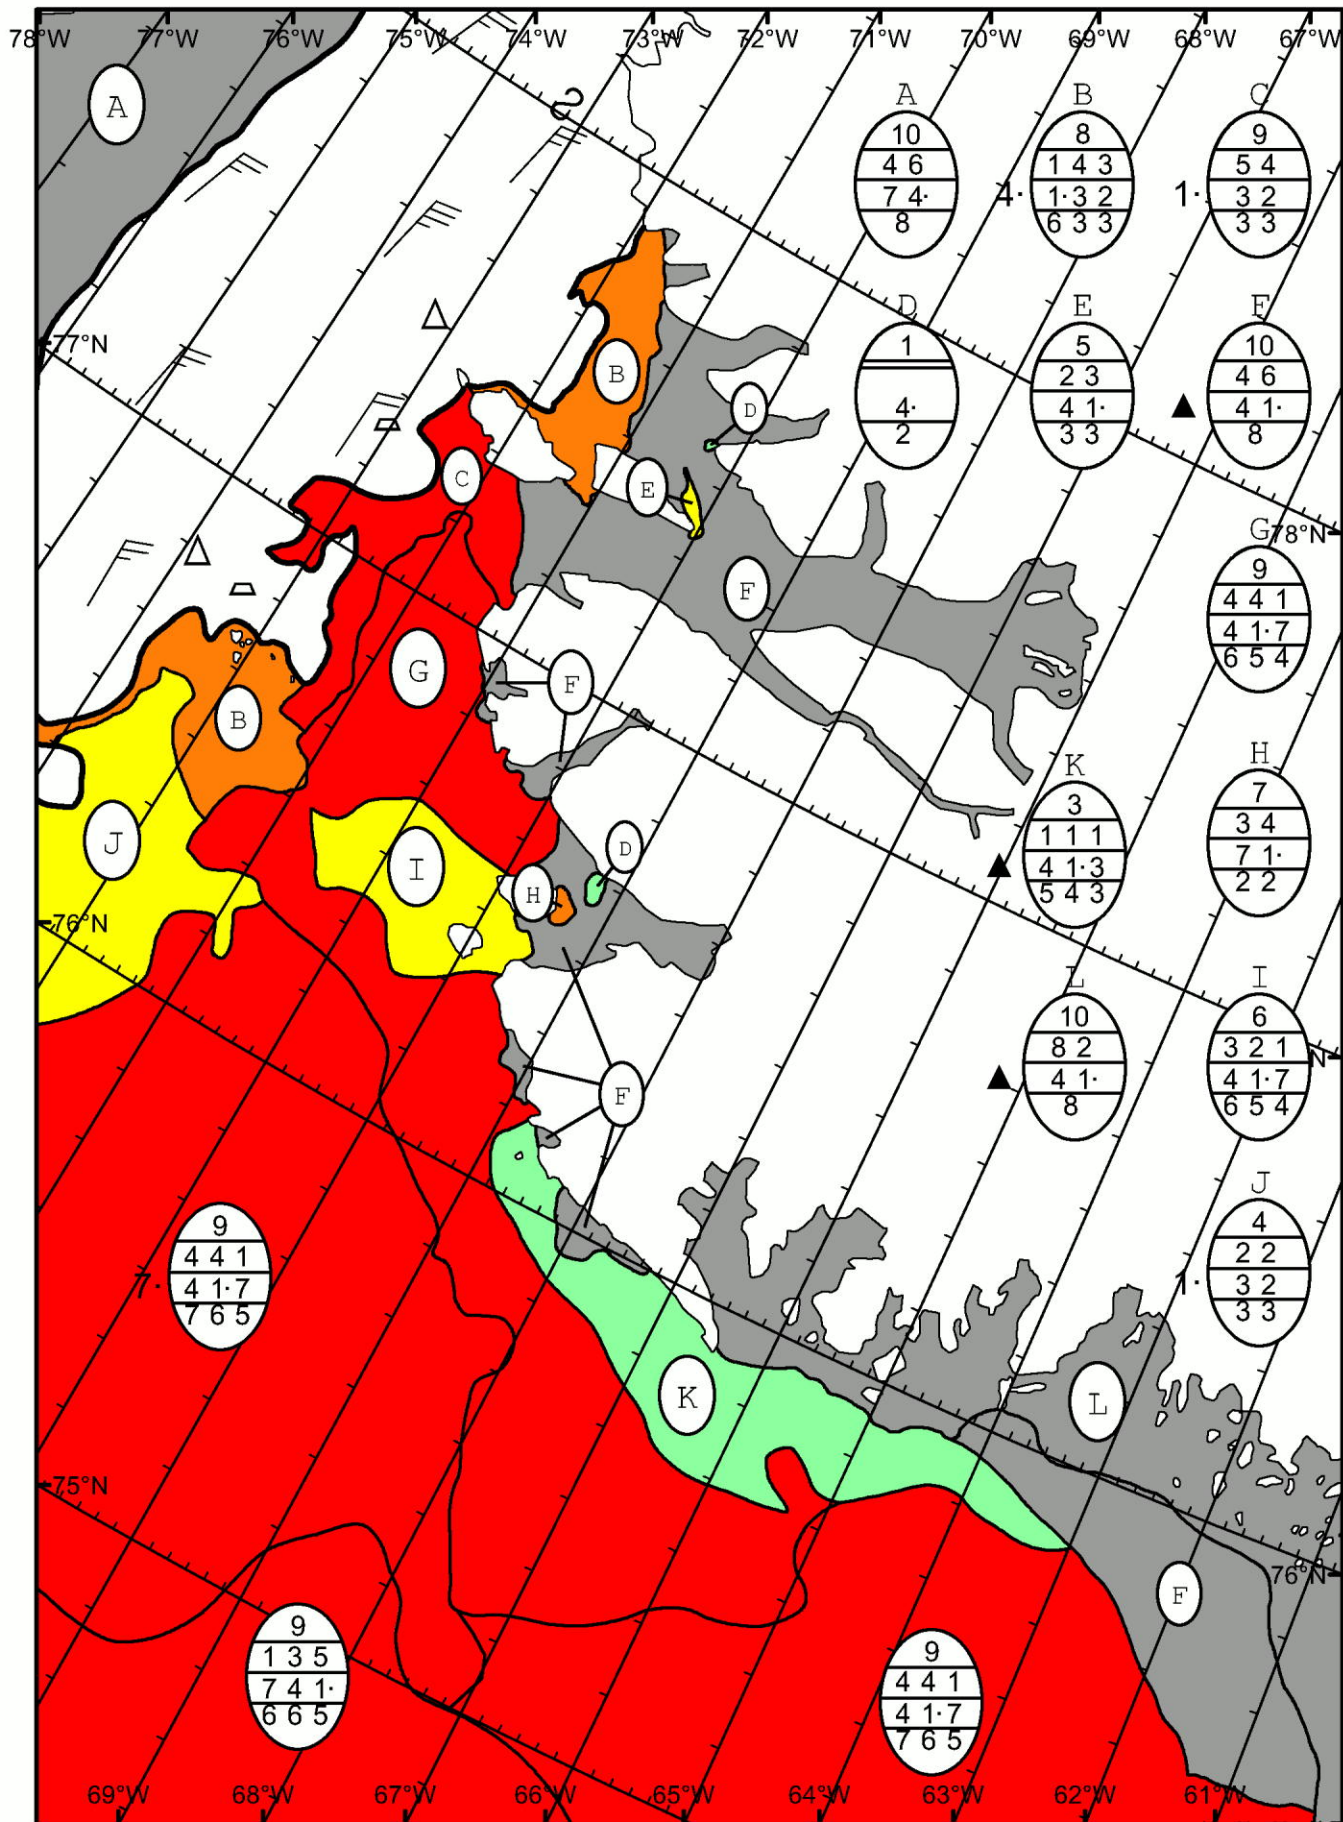 78°W 77°W 76°W 75°W 74°W 73°W 72°W 71°W 70°W 69°W 68°W 67°W
A
A
10
4 6
7 4·
8
B
8
1 4 3
4· 1·3 2
6 3 3
C
9
5 4
1· 3 2
3 3
77°N
B
D
D
1
4·
2
E
5
2 3
4 1·
3 3
F
10
4 6
4 1·
8
C
E
78°N
F
G
9
4 4 1
4 1·7
6 5 4
G
F
B
K
3
1 1 1
4 1·3
5 4 3
H
7
3 4
7 1·
2 2
J
I
D
H
76°N
L
10
8 2
4 1·
8
I
6
3 2 1
4 1·7
6 5 4
N
F
9
4 4 1
7· 4 1·7
7 6 5
J
4
2 2
1· 3 2
3 3
K
L
75°N
76°N
F
9
1 3 5
7 4 1·
6 6 5
9
4 4 1
4 1·7
7 6 5
69°W 68°W 67°W 66°W 65°W 64°W 63°W 62°W 61°W